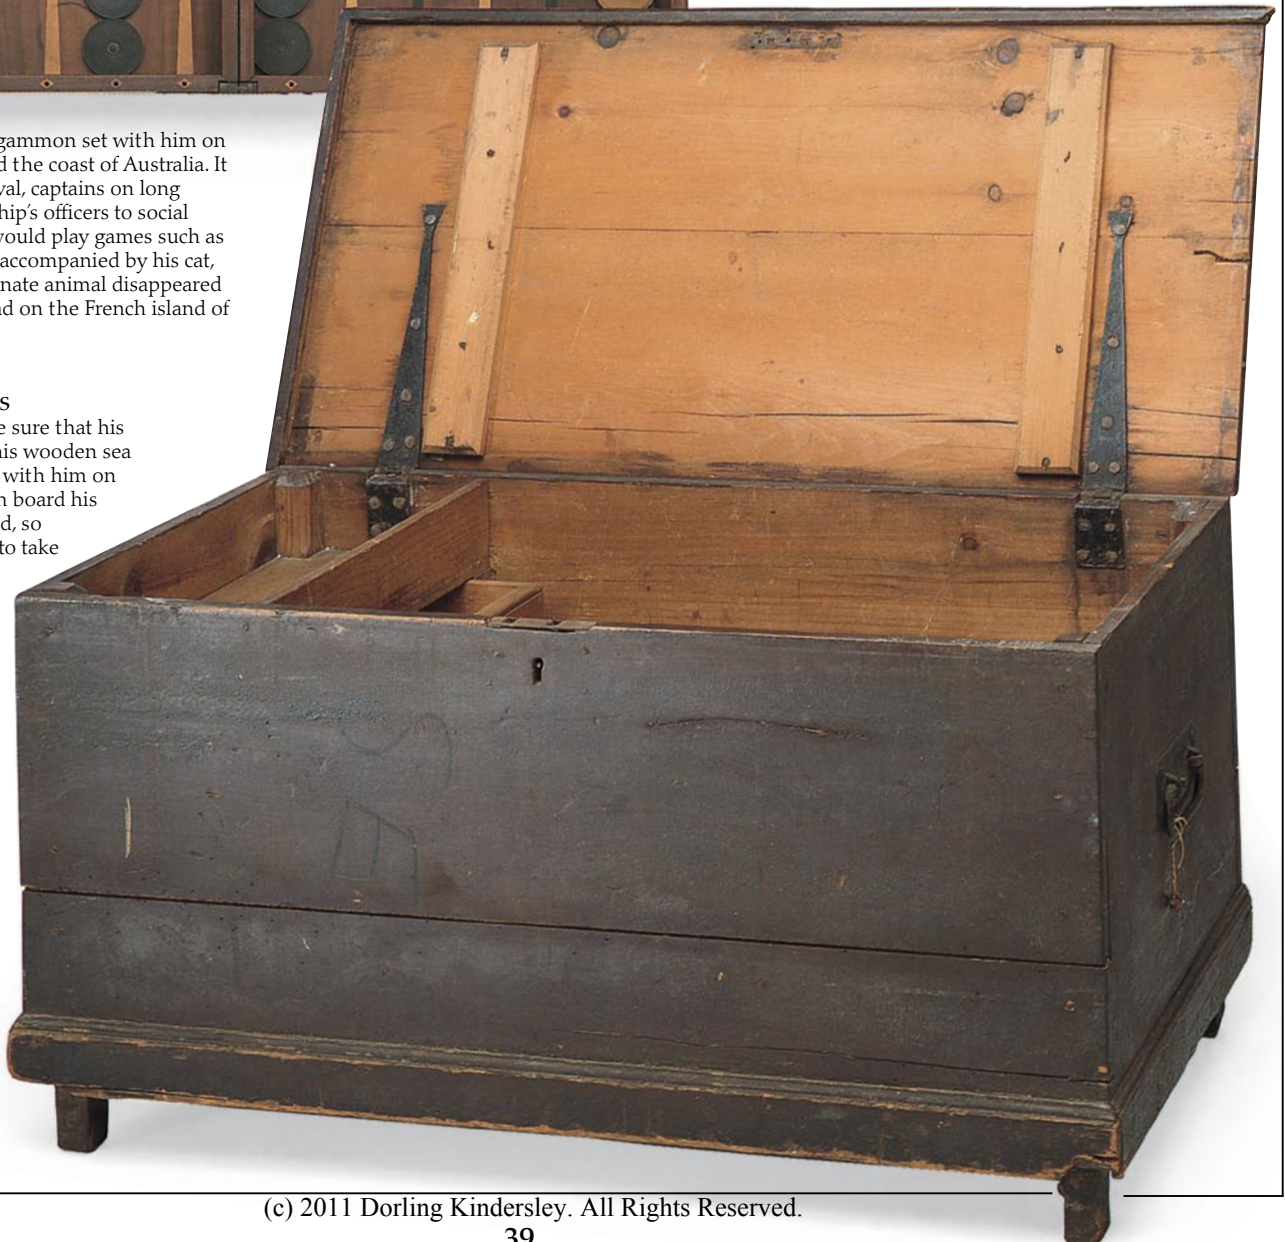 gammon set with him on
d the coast of Australia. It
val, captains on long
hip's officers to social
would play games such as
accompanied by his cat,
nate animal disappeared
d on the French island of
s
e sure that his
his wooden sea
with him on
n board his
d, so
to take
(c) 2011 Dorling Kindersley. All Rights Reserved.
39